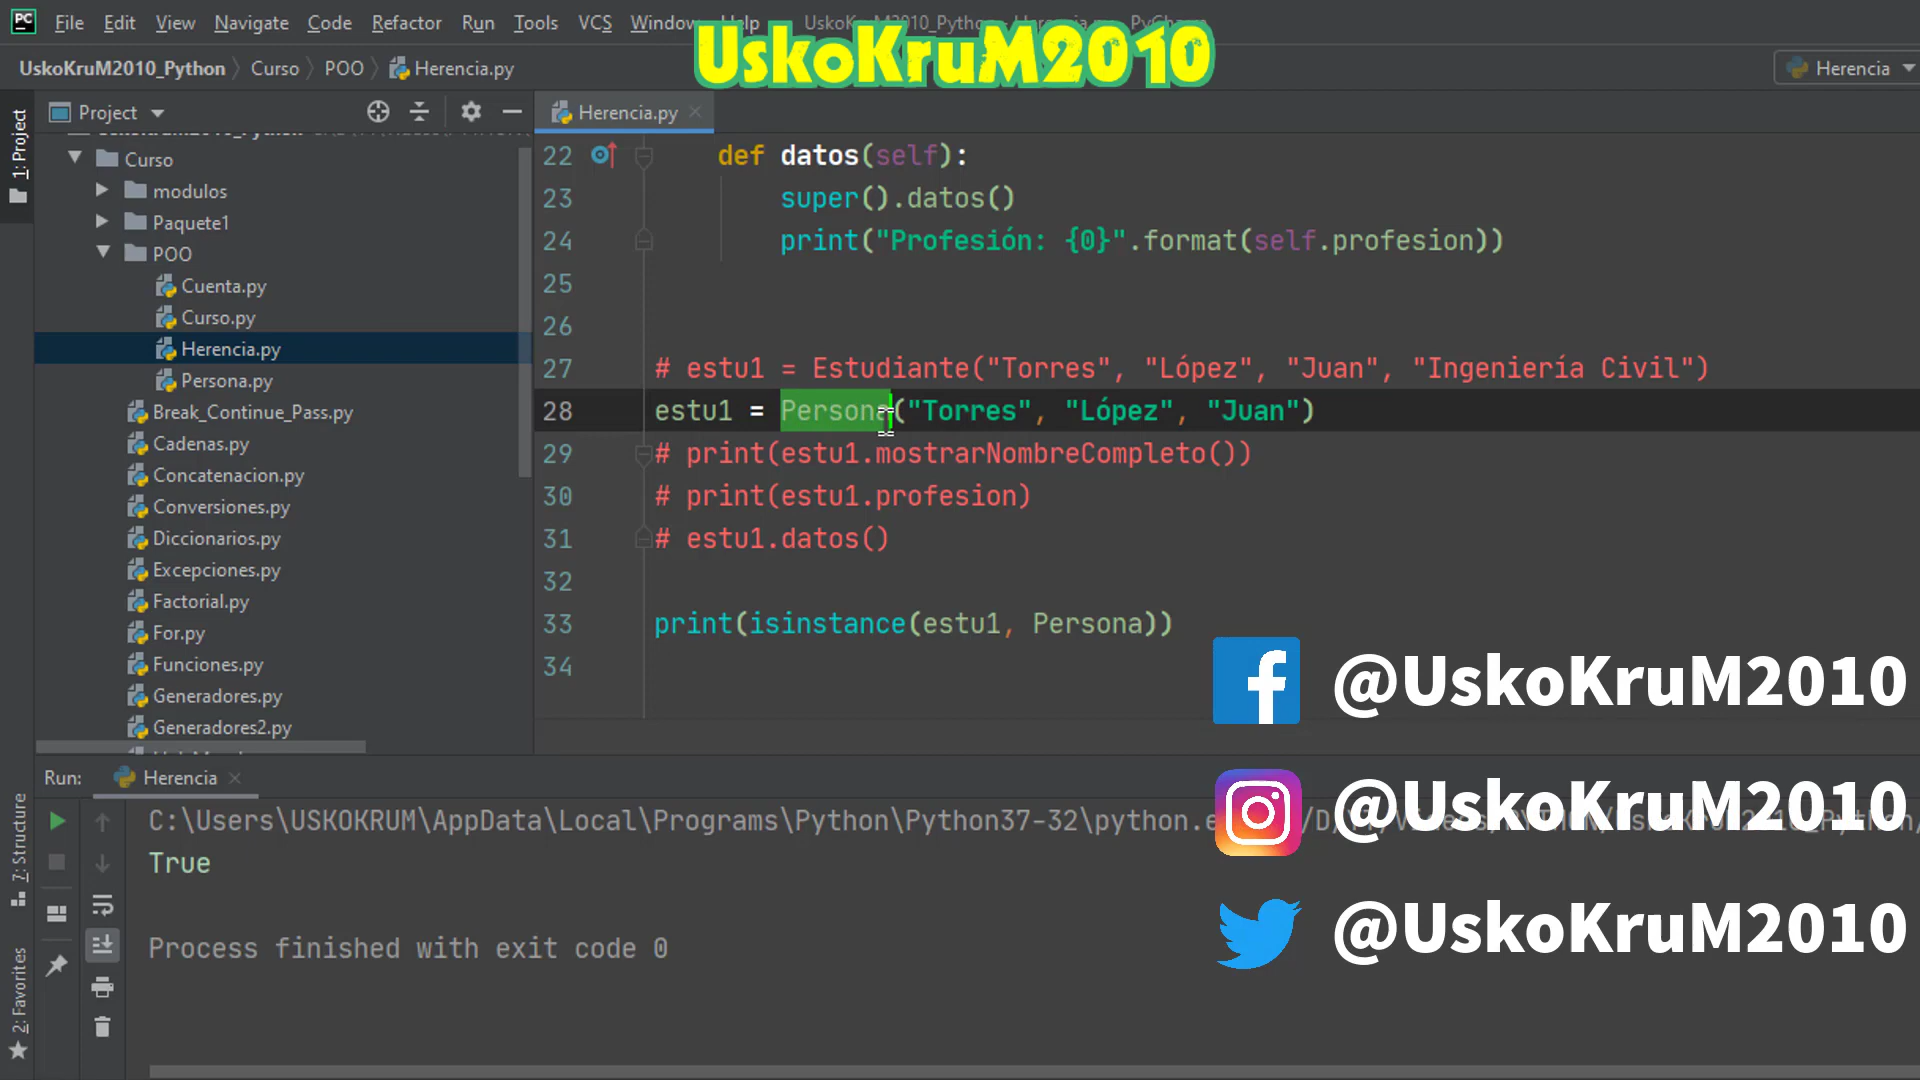 File Edit View Navigate Code Refactor Run Tools VCS Window Help
UskoKruM2010
UskoKruM2010_Python Curso POO Herencia.py
Herencia
1: Project
Project
Herencia.py
Curso
modulos
Paquete1
POO
Cuenta.py
Curso.py
Herencia.py
Persona.py
Break_Continue_Pass.py
Cadenas.py
Concatenacion.py
Conversiones.py
Diccionarios.py
Excepciones.py
Factorial.py
For.py
Funciones.py
Generadores.py
Generadores2.py
22 def datos(self):
23 super().datos()
24 print("Profesión: {0}".format(self.profesion))
25
26
27 # estu1 = Estudiante("Torres", "López", "Juan", "Ingeniería Civil")
28 estu1 = Persona("Torres", "López", "Juan")
29 # print(estu1.mostrarNombreCompleto())
30 # print(estu1.profesion)
31 # estu1.datos()
32
33 print(isinstance(estu1, Persona))
34
@UskoKruM2010
@UskoKruM2010
@UskoKruM2010
Run: Herencia
C:\Users\USKOKRUM\AppData\Local\Programs\Python\Python37-32\python.e
True
Process finished with exit code 0
7: Structure
2: Favorites